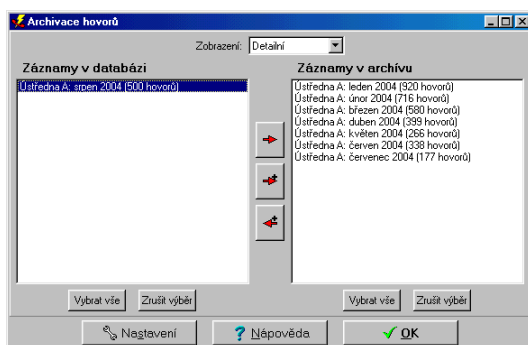 Archivace hovorů
Zobrazení: Detailní
Záznamy v databázi
Ústředna A: srpen 2004 (500 hovorů)
Záznamy v archívu
Ústředna A: leden 2004 (920 hovorů)
Ústředna A: únor 2004 (716 hovorů)
Ústředna A: březen 2004 (580 hovorů)
Ústředna A: duben 2004 (399 hovorů)
Ústředna A: květen 2004 (266 hovorů)
Ústředna A: červen 2004 (338 hovorů)
Ústředna A: červenec 2004 (177 hovorů)
Vybrat vše Zrušit výběr Vybrat vše Zrušit výběr
Nastavení Nápověda OK